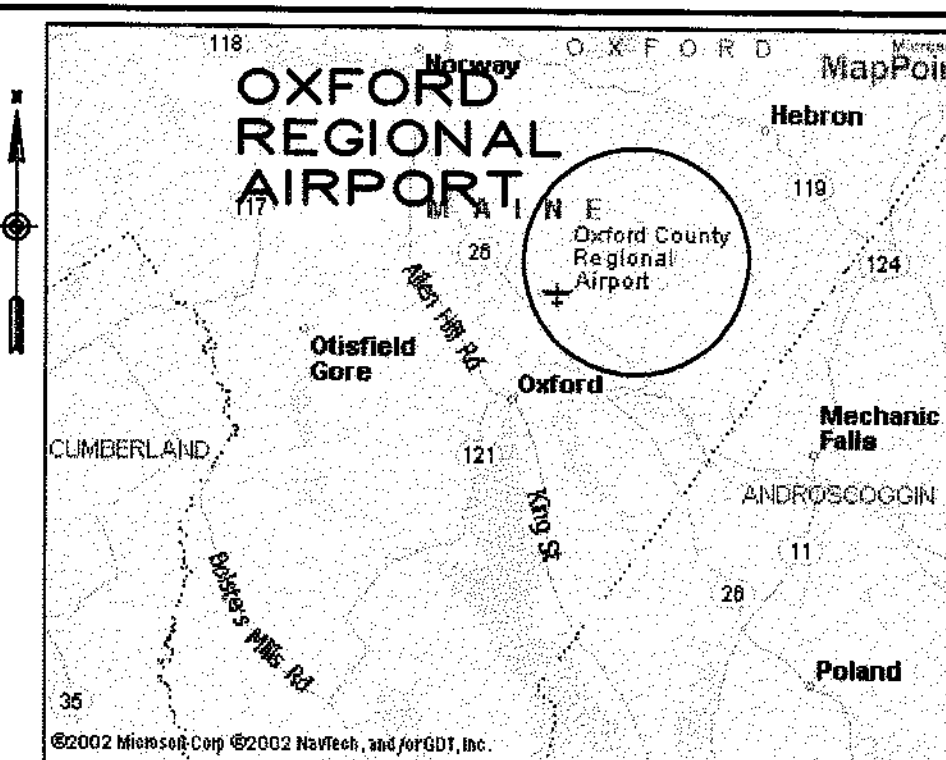 118
Norway
O X F O R D
MapPoin
OXFORD
REGIONAL
AIRPORT
Hebron
119
117
M A I N E
Oxford County
Regional
Airport
26
124
Allen Hill Rd
Otisfield
Gore
Oxford
Mechanic
Falls
CUMBERLAND
121
ANDROSCOGGIN
King St
11
26
Bolsters Mills Rd
Poland
35
©2002 Microsoft Corp ©2002 NavTech, and/or GDT, Inc.